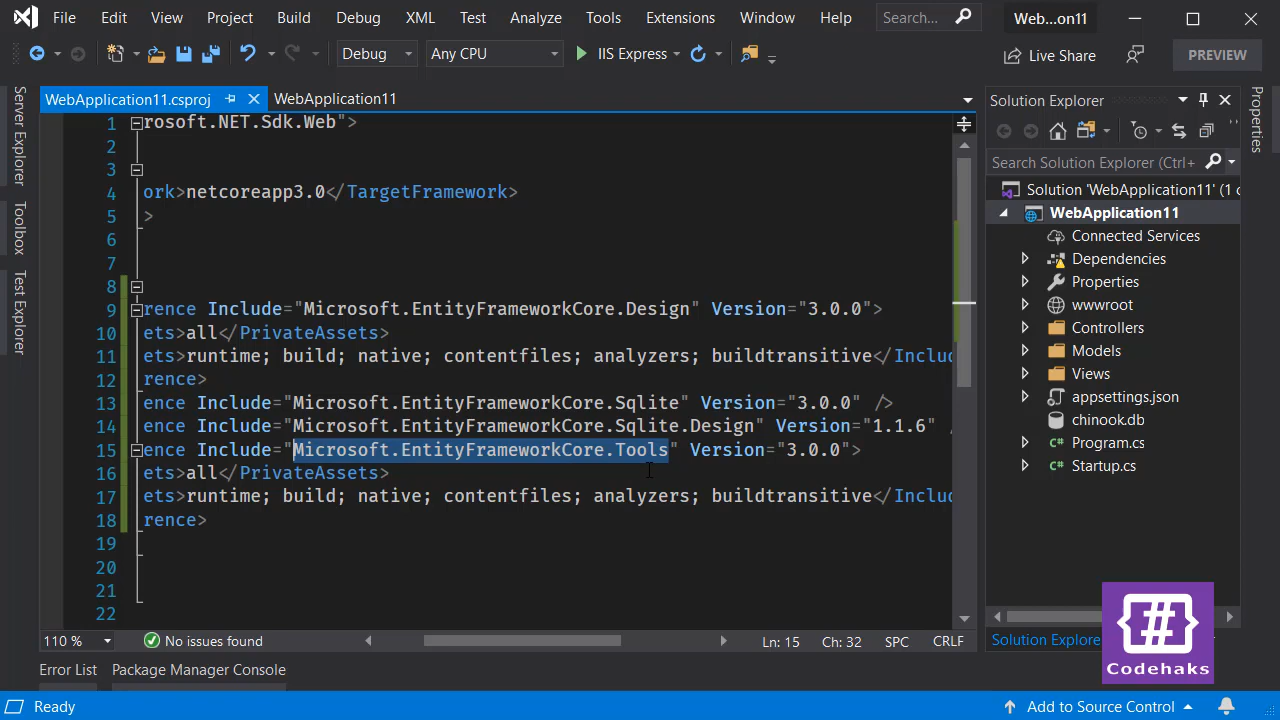 File Edit View Project Build Debug XML Test Analyze Tools Extensions Window Help Search... Web...on11
Debug Any CPU IIS Express Live Share PREVIEW
WebApplication11.csproj WebApplication11
Server Explorer
Toolbox
Test Explorer
1 rosoft.NET.Sdk.Web">
2
3
4 ork>netcoreapp3.0</TargetFramework>
5 >
6
7
8
9 rence Include="Microsoft.EntityFrameworkCore.Design" Version="3.0.0">
10 ets>all</PrivateAssets>
11 ets>runtime; build; native; contentfiles; analyzers; buildtransitive</Includ
12 rence>
13 ence Include="Microsoft.EntityFrameworkCore.Sqlite" Version="3.0.0" />
14 ence Include="Microsoft.EntityFrameworkCore.Sqlite.Design" Version="1.1.6" /
15 ence Include="Microsoft.EntityFrameworkCore.Tools" Version="3.0.0">
16 ets>all</PrivateAssets>
17 ets>runtime; build; native; contentfiles; analyzers; buildtransitive</Includ
18 rence>
19
20
21
22
110 % No issues found Ln: 15 Ch: 32 SPC CRLF
Solution Explorer
Search Solution Explorer (Ctrl+
Solution 'WebApplication11' (1 o
WebApplication11
Connected Services
Dependencies
Properties
wwwroot
Controllers
Models
Views
appsettings.json
chinook.db
C# Program.cs
C# Startup.cs
Solution Explore
Properties
{#}
Codehaks
Error List Package Manager Console
Ready Add to Source Control